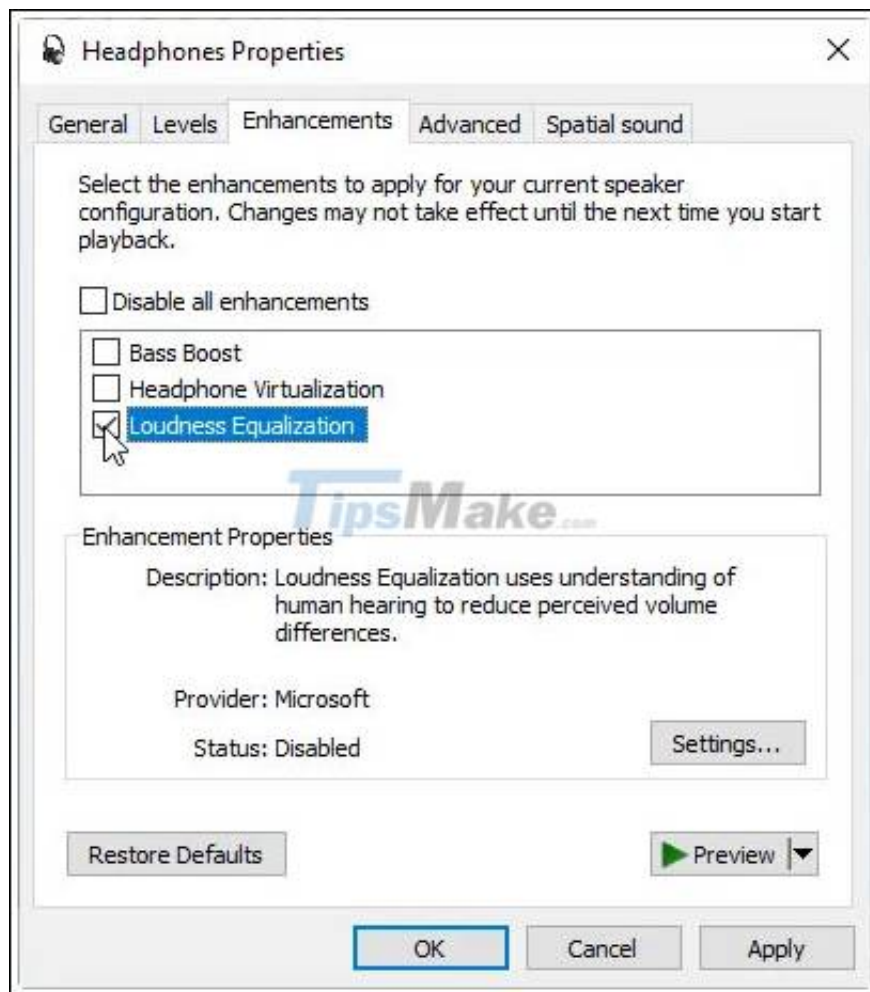 Headphones Properties
General Levels Enhancements Advanced Spatial sound
Select the enhancements to apply for your current speaker
configuration. Changes may not take effect until the next time you start
playback.
Disable all enhancements
Bass Boost
Headphone Virtualization
Loudness Equalization
TipsMake.com
Enhancement Properties
Description: Loudness Equalization uses understanding of
human hearing to reduce perceived volume
differences.
Provider: Microsoft
Status: Disabled
Settings...
Restore Defaults
Preview
OK Cancel Apply